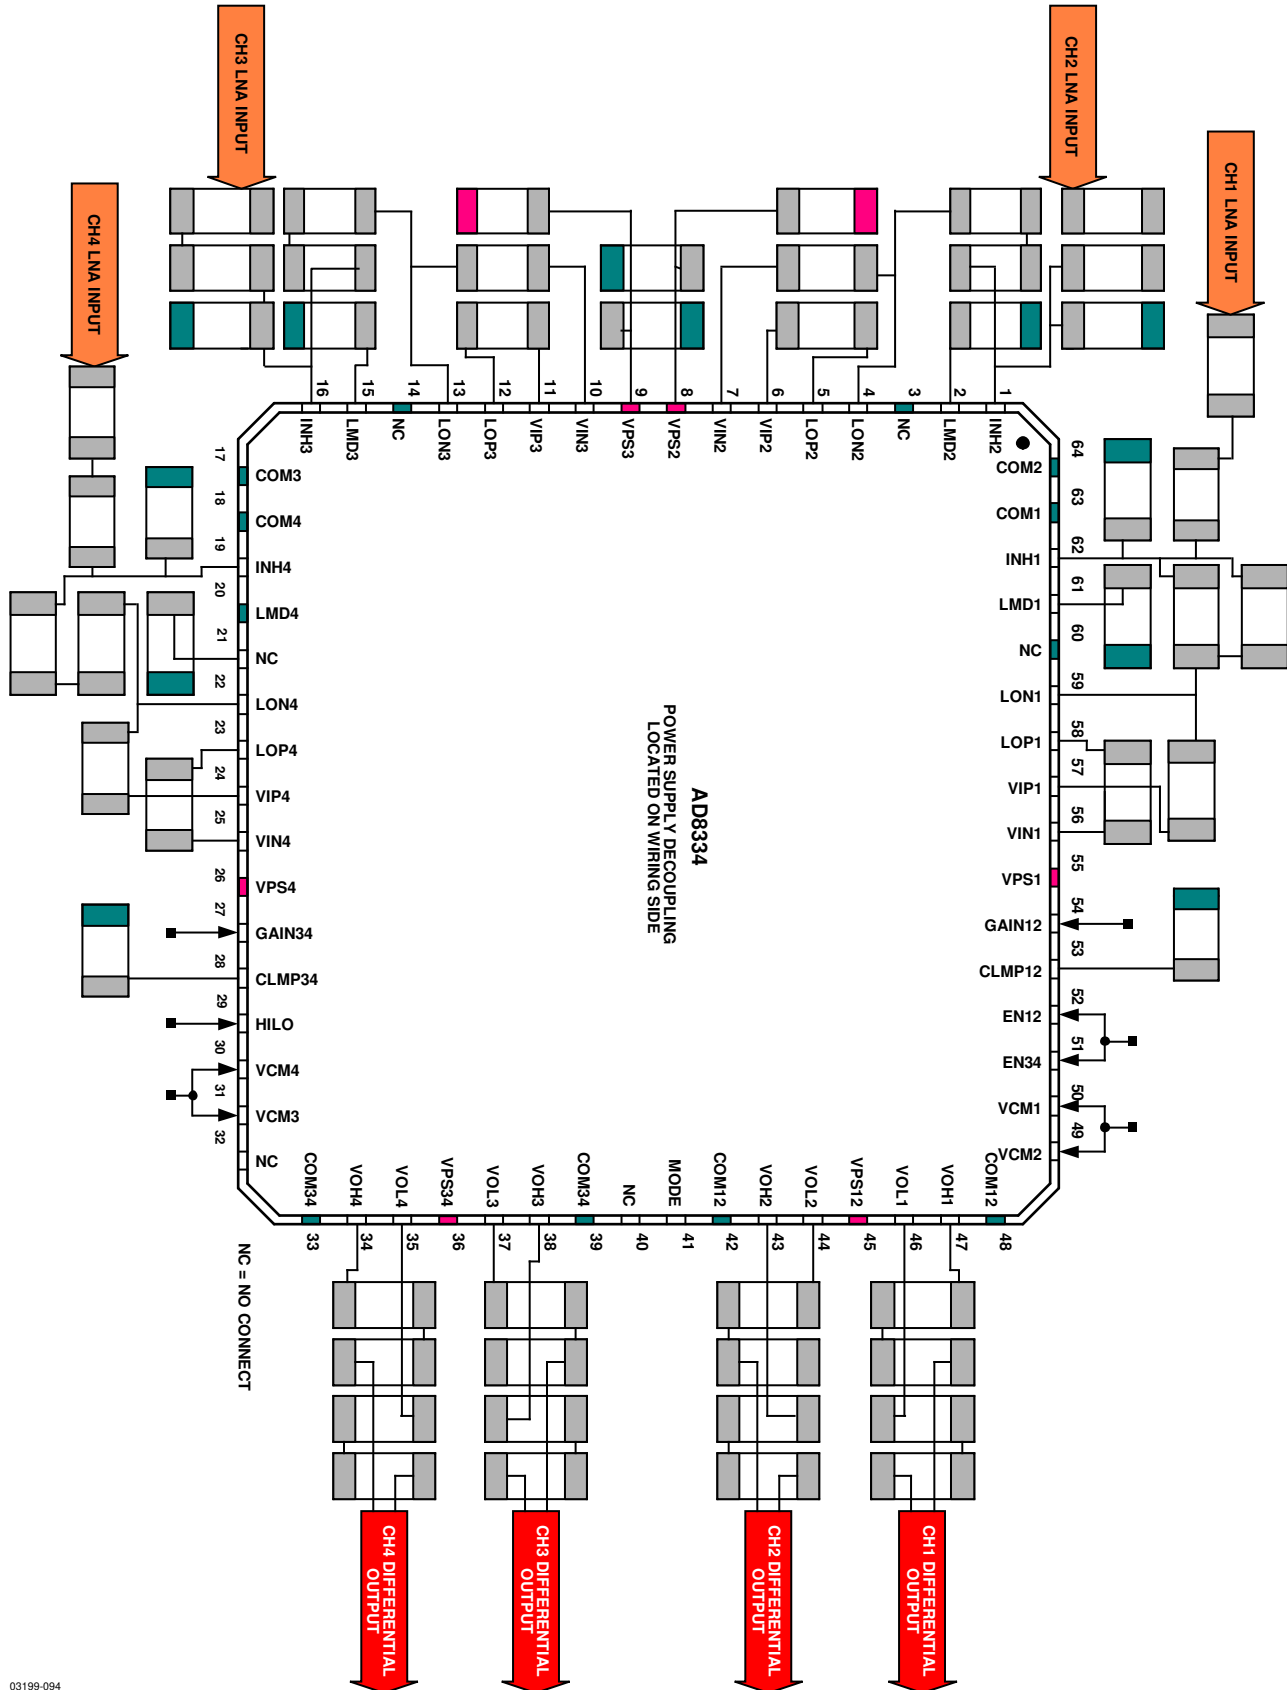 CH3 LNA INPUT
CH2 LNA INPUT
CH1 LNA INPUT
CH4 LNA INPUT
16
15
14
13
12
11
10
9
8
7
6
5
4
3
2
1
INH3
LMD3
NC
LON3
LOP3
VIP3
VIN3
VPS3
VPS2
VIN2
VIP2
LOP2
LON2
NC
LMD2
INH2
17
COM3
18
COM4
19
INH4
20
LMD4
21
NC
22
LON4
23
LOP4
24
VIP4
25
VIN4
26
VPS4
27
GAIN34
28
CLMP34
29
HILO
30
VCM4
31
VCM3
32
NC
64
COM2
63
COM1
62
INH1
61
LMD1
60
NC
59
LON1
58
LOP1
57
VIP1
56
VIN1
55
VPS1
54
GAIN12
53
CLMP12
52
EN12
51
EN34
50
VCM1
49
VCM2
AD8334
POWER SUPPLY DECOUPLING
LOCATED ON WIRING SIDE
COM34
VOH4
VOL4
VPS34
VOL3
VOH3
COM34
NC
MODE
COM12
VOH2
VOL2
VPS12
VOL1
VOH1
COM12
33
34
35
36
37
38
39
40
41
42
43
44
45
46
47
48
NC = NO CONNECT
CH4 DIFFERENTIAL
OUTPUT
CH3 DIFFERENTIAL
OUTPUT
CH2 DIFFERENTIAL
OUTPUT
CH1 DIFFERENTIAL
OUTPUT
03199-094